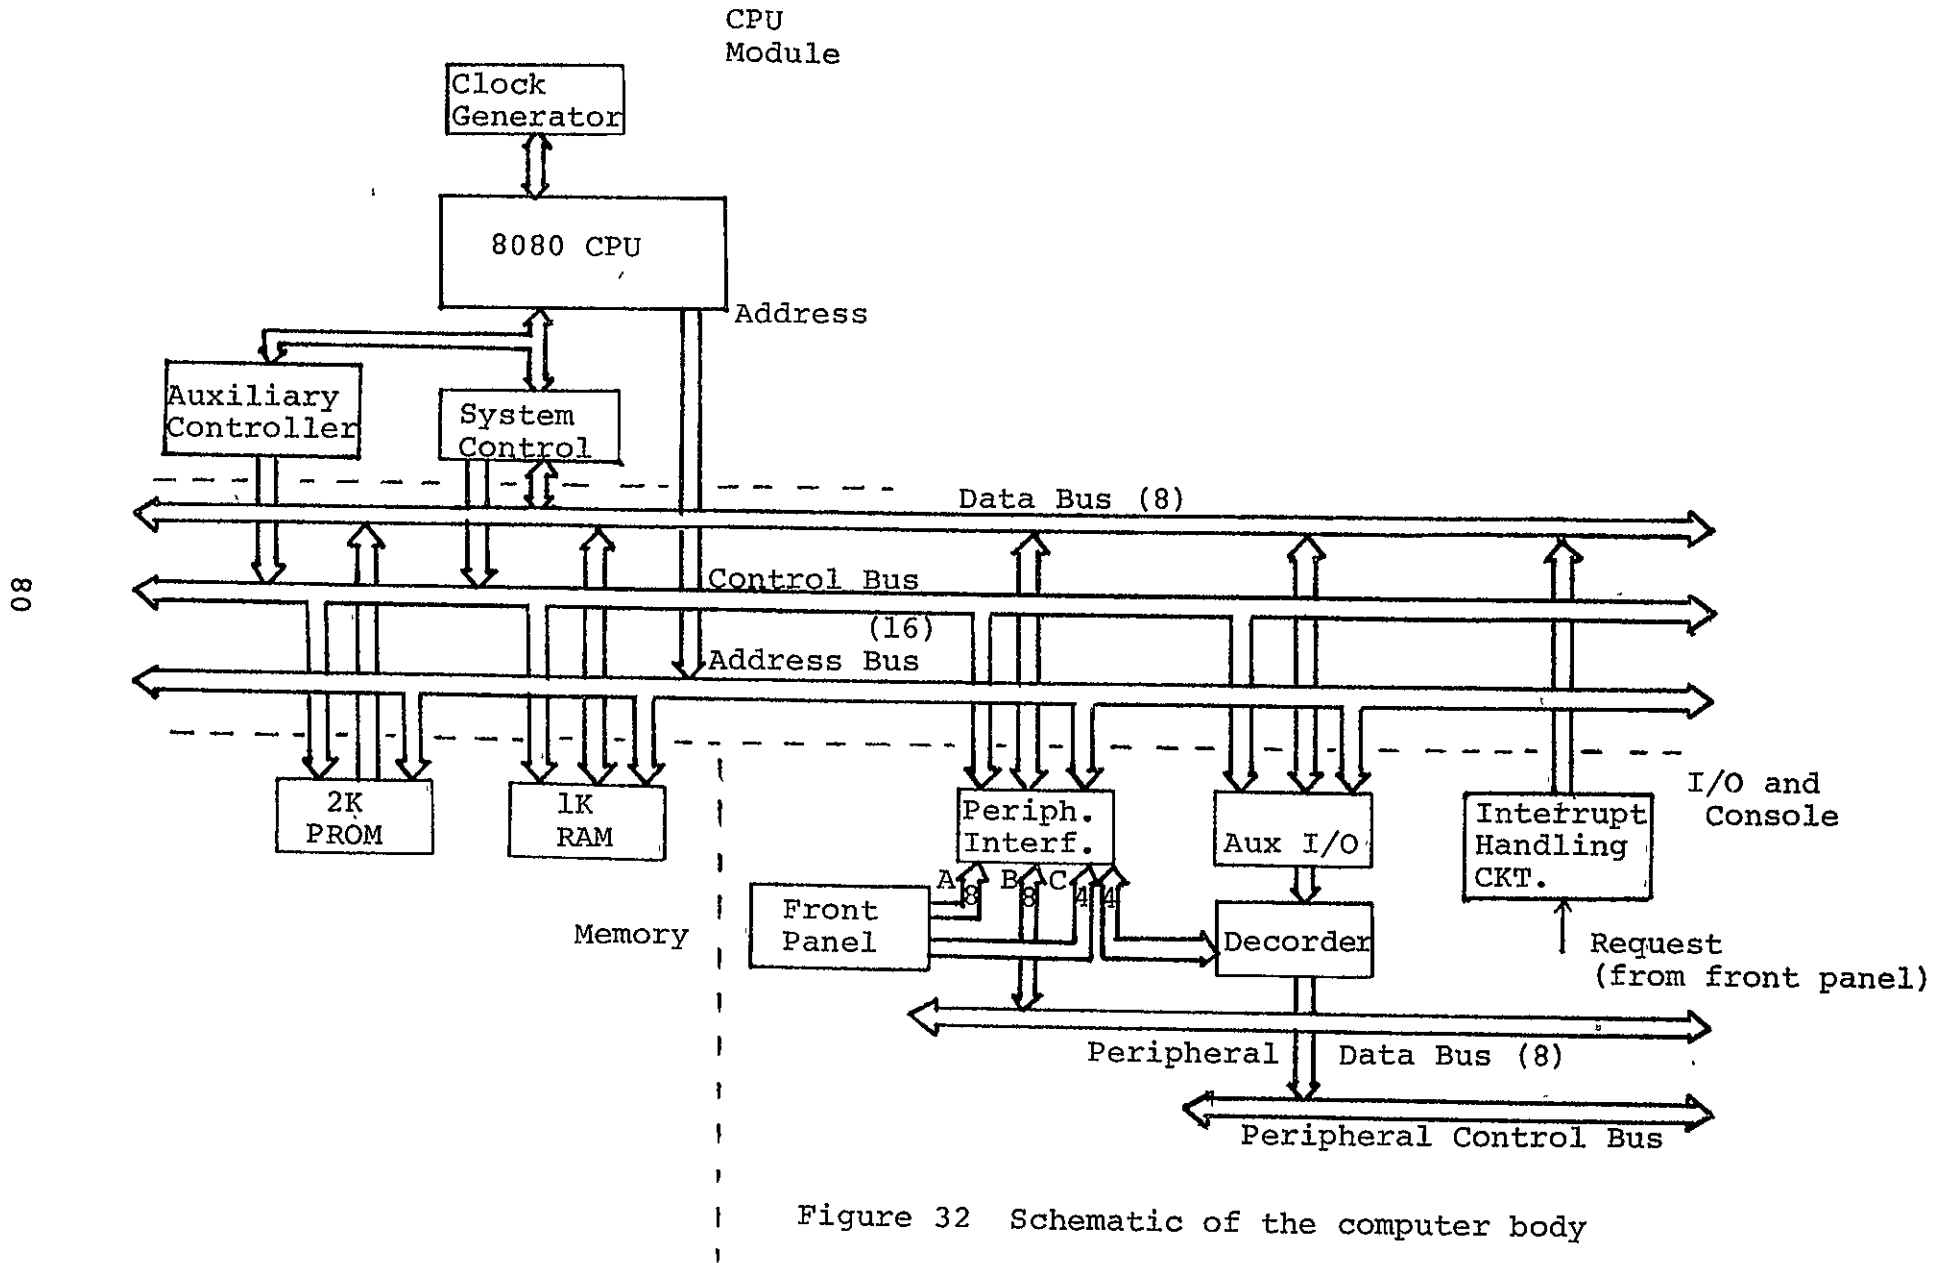 CPU
Module
Clock
Generator
8080 CPU
Address
Auxiliary
Controller
System
Control
Data Bus (8)
Control Bus
(16)
Address Bus
80
2K
PROM
1K
RAM
Periph.
Interf.
Aux I/O
Interrupt
Handling
CKT.
I/O and
Console
A
8
B
8
C
4
4
Front
Panel
Memory
Decorder
Request
(from front panel)
Peripheral Data Bus (8)
Peripheral Control Bus
Figure 32 Schematic of the computer body